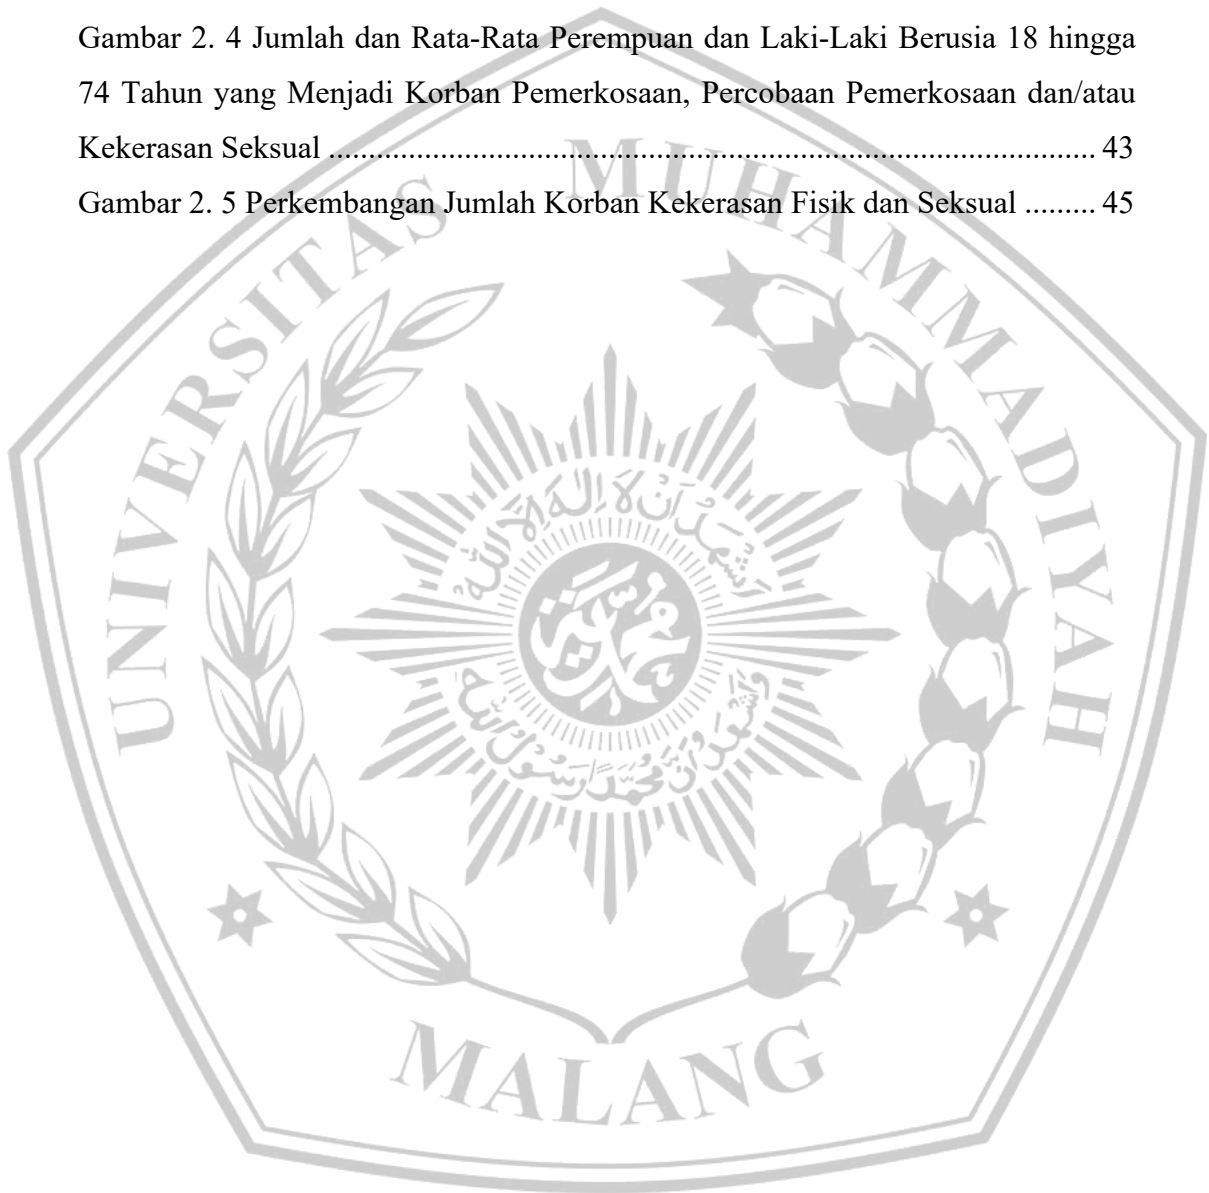 Gambar 2. 4 Jumlah dan Rata-Rata Perempuan dan Laki-Laki Berusia 18 hingga
74 Tahun yang Menjadi Korban Pemerkosaan, Percobaan Pemerkosaan dan/atau
Kekerasan Seksual ................................................................................................ 43
Gambar 2. 5 Perkembangan Jumlah Korban Kekerasan Fisik dan Seksual ......... 45
UNIVERSITAS MUHAMMADIYAH
MALANG